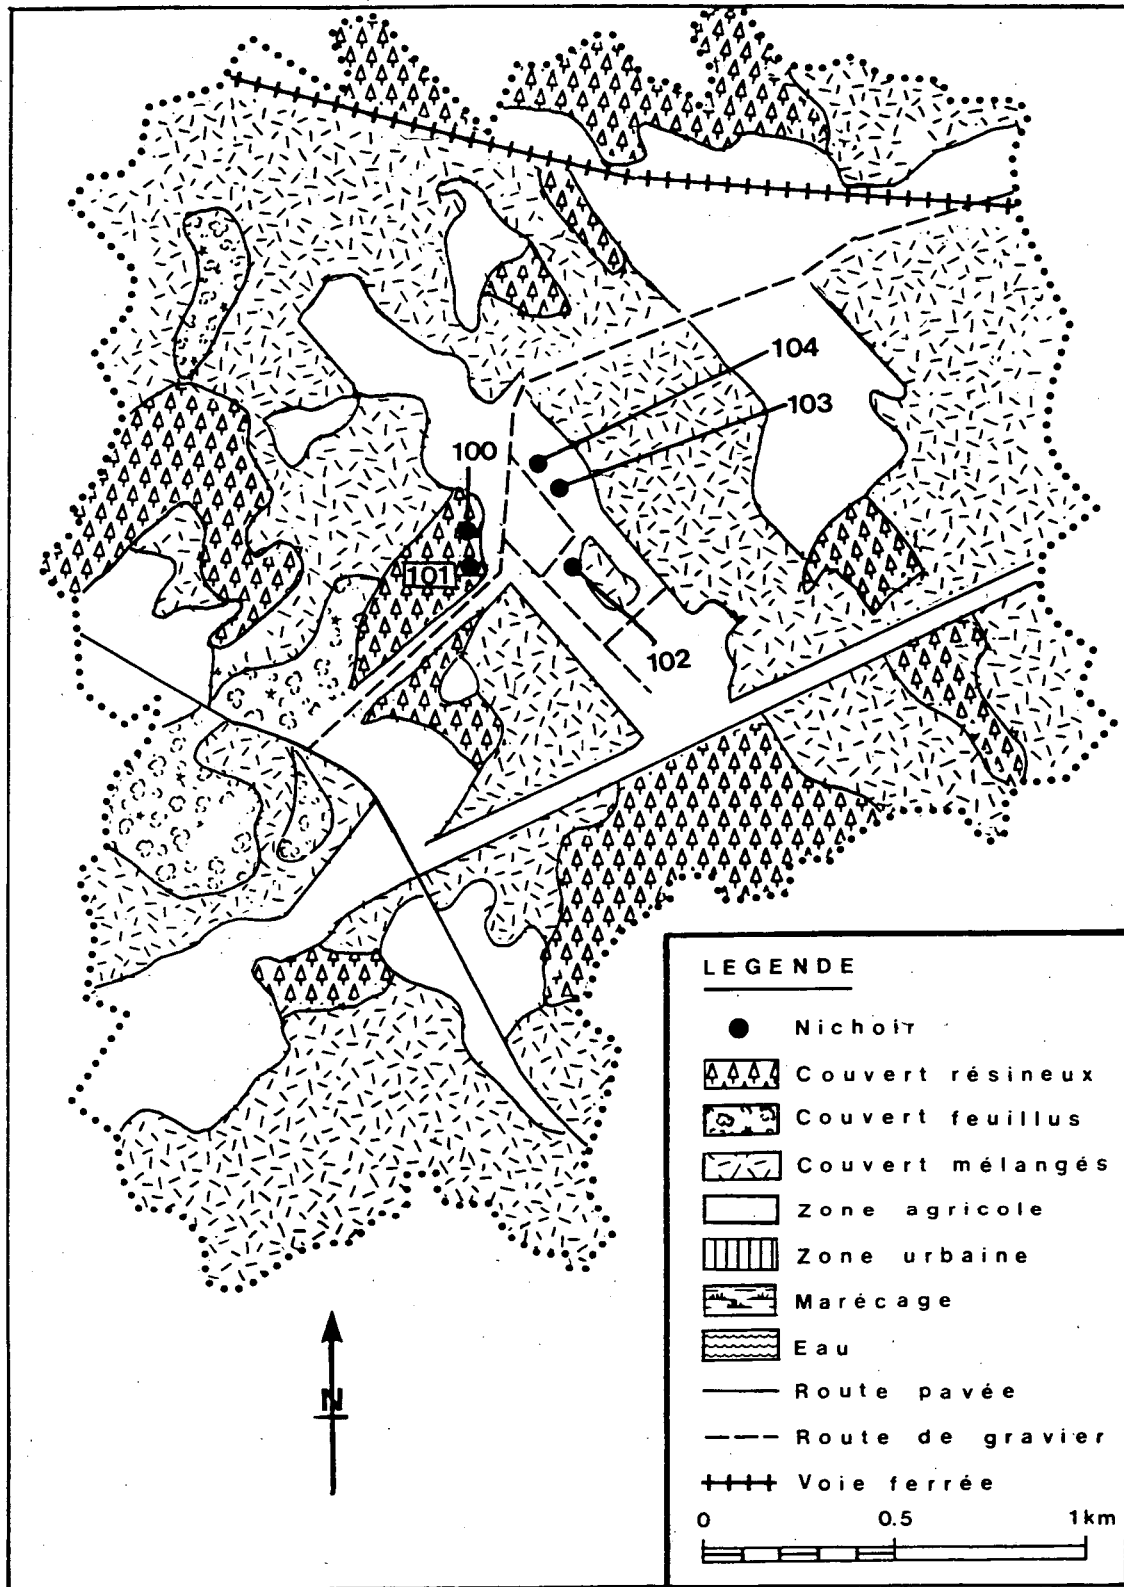 104
103
100
101
102
N
LEGENDE
Nichoir
Couvert résineux
Couvert feuillus
Couvert mélangés
Zone agricole
Zone urbaine
Marécage
Eau
Route pavée
Route de gravier
Voie ferrée
0 0.5 1km